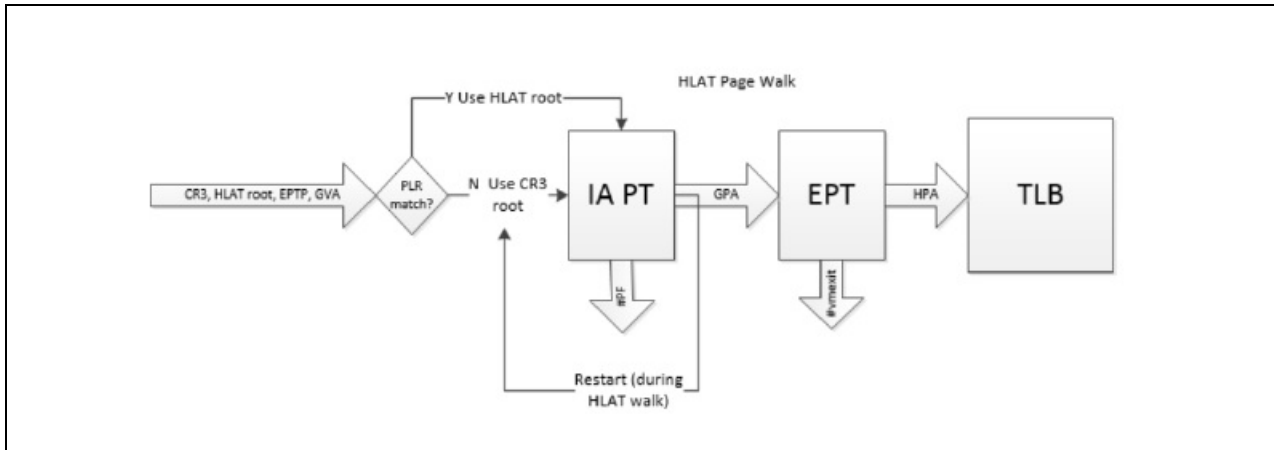 HLAT Page Walk
Y Use HLAT root
CR3, HLAT root, EPTP, GVA
PLR
match?
N Use CR3
root
IA PT
GPA
EPT
HPA
TLB
#PF
#vmexit
Restart (during
HLAT walk)